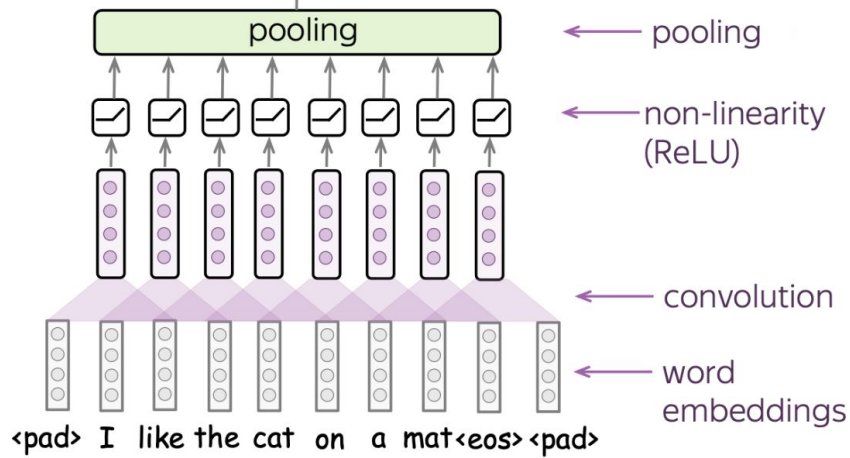 pooling
pooling
non-linearity
(ReLU)
convolution
word
embeddings
<pad> I like the cat on a mat <eos> <pad>